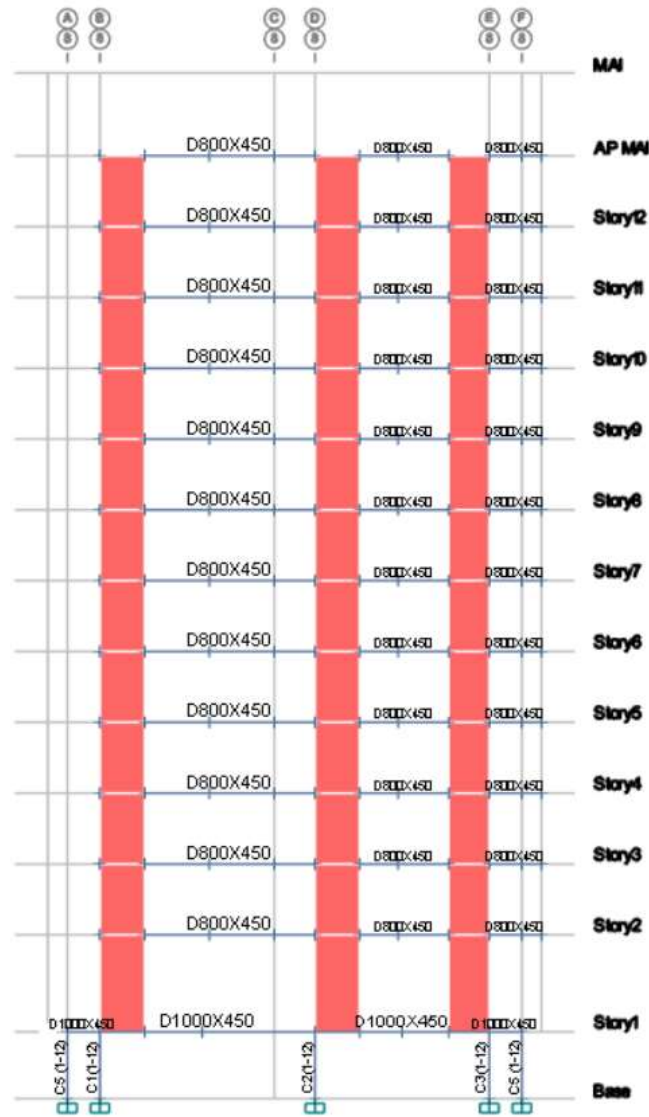 A B C D E F
8 8 8 8 8 8
MAI
D800X450 D800X450 D800X450 AP MAI
D800X450 D800X450 D800X450 Story12
D800X450 D800X450 D800X450 Story11
D800X450 D800X450 D800X450 Story10
D800X450 D800X450 D800X450 Story9
D800X450 D800X450 D800X450 Story8
D800X450 D800X450 D800X450 Story7
D800X450 D800X450 D800X450 Story6
D800X450 D800X450 D800X450 Story5
D800X450 D800X450 D800X450 Story4
D800X450 D800X450 D800X450 Story3
D800X450 D800X450 D800X450 Story2
D1000X450 D1000X450 D1000X450 D1000X450 Story1
C5 (1-12) C1(1-12) C2(1-12) C3(1-12) C5 (1-12)
Base